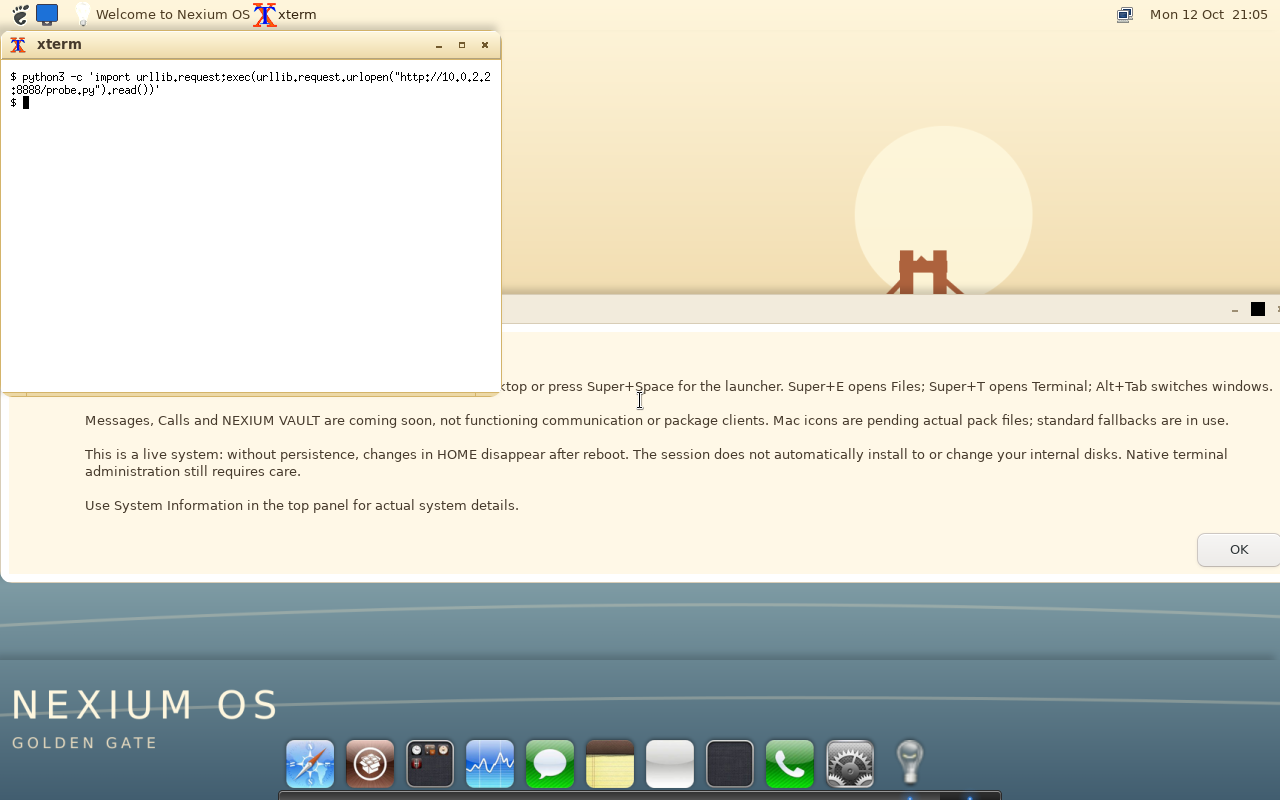 Welcome to Nexium OS
xterm
Mon 12 Oct 21:05
xterm
$ python3 -c 'import urllib.request;exec(urllib.request.urlopen("http://10.0.2.2
:8888/probe.py").read())'
$
ktop or press Super+Space for the launcher. Super+E opens Files; Super+T opens Terminal; Alt+Tab switches windows.
Messages, Calls and NEXIUM VAULT are coming soon, not functioning communication or package clients. Mac icons are pending actual pack files; standard fallbacks are in use.
This is a live system: without persistence, changes in HOME disappear after reboot. The session does not automatically install to or change your internal disks. Native terminal
administration still requires care.
Use System Information in the top panel for actual system details.
OK
NEXIUM OS
GOLDEN GATE